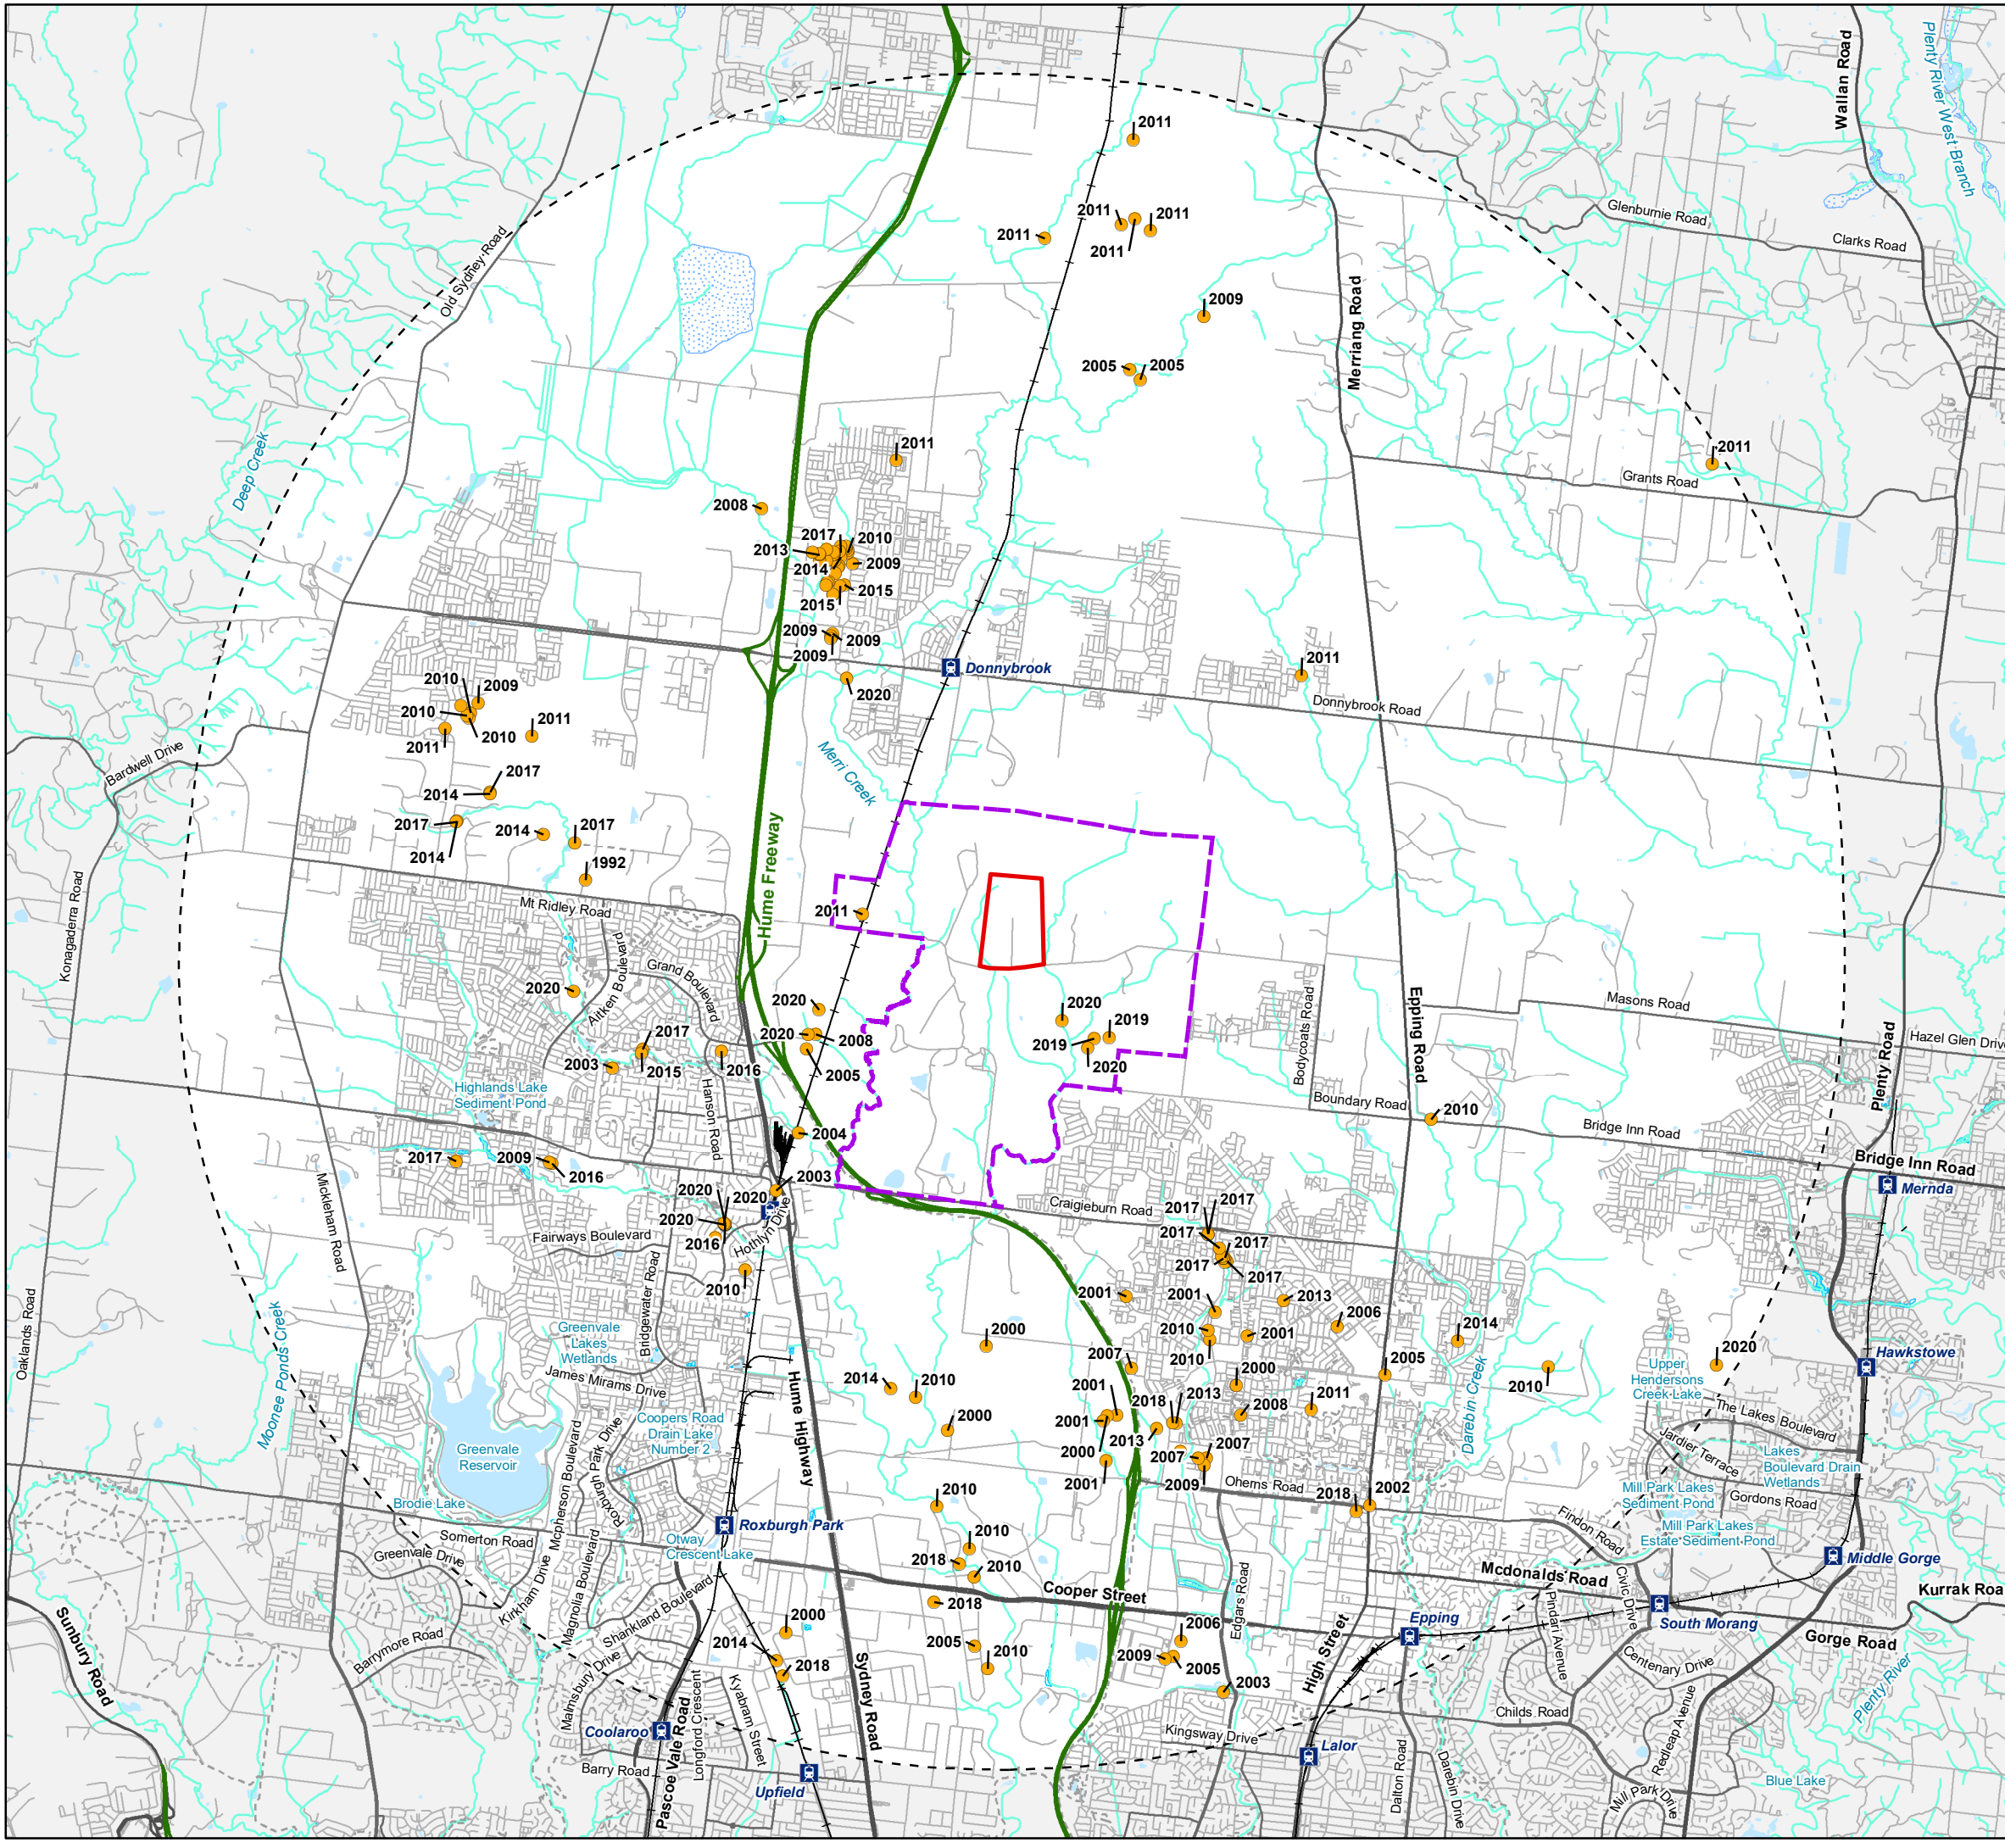 Wallan Road
Plenty River West Branch
2011
2011
2011
2011
2011
Glenburnie Road
Clarks Road
Old Sydney Road
Merriang Road
2009
2005
2005
2011
2011
Grants Road
Deep Creek
2008
2017
2010
2013
2014
2009
2015
2015
2009
2009
2009
Donnybrook
2011
2020
Donnybrook Road
2010
2009
2010
2010
2011
2011
Bardwell Drive
Merri Creek
2017
2014
2017
2014
2014
2017
1992
Hume Freeway
Konagaderra Road
Mt Ridley Road
2011
Grand Boulevard
Aitken Boulevard
2020
2020
2020
2008
2005
2020
2019
2019
2020
Bodycoats Road
Epping Road
Masons Road
Hazel Glen Drive
Plenty Road
2017
2003
2015
2016
Hanson Road
Highlands Lake
Sediment Pond
Boundary Road
2010
Bridge Inn Road
Bridge Inn Road
Mernda
2004
2017
2009
2016
2003
2020
2020
2020
2016
Hothlyn Drive
Fairways Boulevard
Mickleham Road
Craigieburn Road
2017
2017
2017
2017
2017
2017
2010
Bridgewater Road
Greenvale
Lakes
Wetlands
James Mirams Drive
Oaklands Road
Moonee Ponds Creek
2001
2001
2013
2006
2010
2001
2010
2014
2005
2010
2020
Hawkstowe
Upper
Hendersons
Creek Lake
2000
2007
2000
2014
2010
2000
2001
2018
2013
2008
2011
2001
2013
2000
2007
2007
2001
2009
Darebin Creek
The Lakes Boulevard
Jardier Terrace
Lakes
Boulevard Drain
Wetlands
Hume Highway
Coopers Road
Drain Lake
Number 2
Greenvale
Reservoir
Mcpherson Boulevard
Roxburgh Park Drive
Brodie Lake
Somerton Road
Greenvale Drive
Kirkham Drive
Magnolia Boulevard
Roxburgh Park
Otway
Crescent Lake
Shankland Boulevard
2010
2010
2018
2010
2018
Cooper Street
Oherns Road
2018
2002
Mill Park Lakes
Sediment Pond
Gordons Road
Findon Road
Mill Park Lakes
Estate Sediment Pond
Middle Gorge
Mcdonalds Road
Kurrak Roa
Civic Drive
Pindari Avenue
South Morang
Gorge Road
Epping
High Street
Edgars Road
2006
2009
2005
2003
2005
2010
2000
2014
2018
Sunbury Road
Barrymore Road
Malmsbury Drive
Coolaroo
Pascoe Vale Road
Longford Crescent
Kyabram Street
Sydney Road
Barry Road
Upfield
Kingsway Drive
Lalor
Dalton Road
Darebin Drive
Childs Road
Centenary Drive
Redleap Avenue
Mill Park Drive
Plenty River
Blue Lake